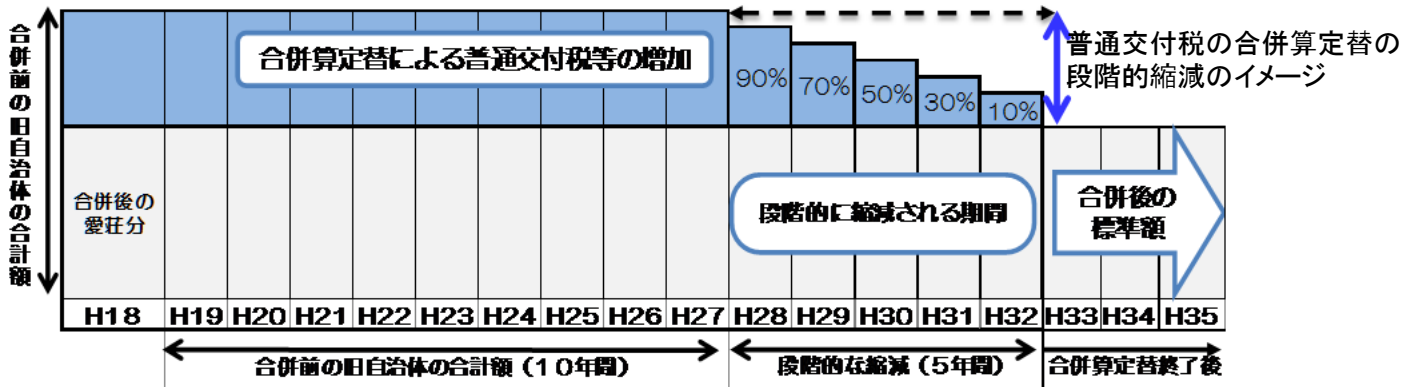 合併前の旧自治体の合計額
合併算定替による普通交付税等の増加
90%
70%
50%
30%
10%
普通交付税の合併算定替の
段階的縮減のイメージ
合併後の
愛荘分
段階的に縮減される期間
合併後の
標準額
H18 H19 H20 H21 H22 H23 H24 H25 H26 H27 H28 H29 H30 H31 H32 H33 H34 H35
合併前の旧自治体の合計額（１０年間）
段階的な縮減（５年間）
合併算定替終了後